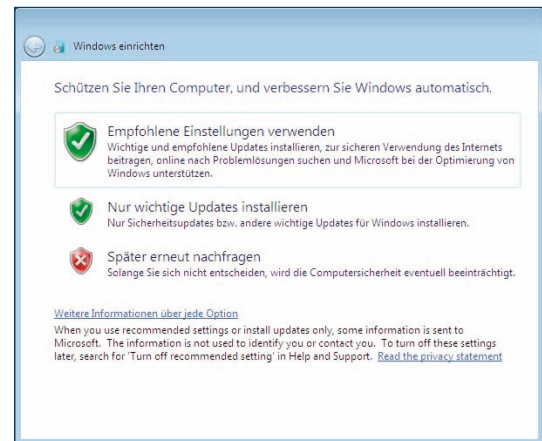 Windows einrichten
Schützen Sie Ihren Computer, und verbessern Sie Windows automatisch.
Empfohlene Einstellungen verwenden
Wichtige und empfohlene Updates installieren, zur sicheren Verwendung des Internets
beitragen, online nach Problemlösungen suchen und Microsoft bei der Optimierung von
Windows unterstützen.
Nur wichtige Updates installieren
Nur Sicherheitsupdates bzw. andere wichtige Updates für Windows installieren.
Später erneut nachfragen
Solange Sie sich nicht entscheiden, wird die Computersicherheit eventuell beeinträchtigt.
Weitere Informationen über jede Option
When you use recommended settings or install updates only, some information is sent to
Microsoft. The information is not used to identify you or contact you. To turn off these settings
later, search for 'Turn off recommended setting' in Help and Support. Read the privacy statement